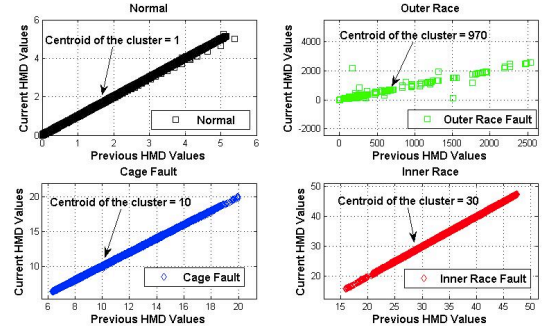 Normal
Current HMD Values
6
4
2
0
Centroid of the cluster = 1
Normal
0 1 2 3 4 5 6
Previous HMD Values
Outer Race
Current HMD Values
4000
2000
0
-2000
Centroid of the cluster = 970
Outer Race Fault
0 500 1000 1500 2000 2500
Previous HMD Values
Cage Fault
Current HMD Values
20
15
10
Centroid of the cluster = 10
Cage Fault
8 10 12 14 16 18 20
Previous HMD Values
Inner Race
Current HMD Values
50
40
30
20
Centroid of the cluster = 30
Inner Race Fault
15 20 25 30 35 40 45 50
Previous HMD Values